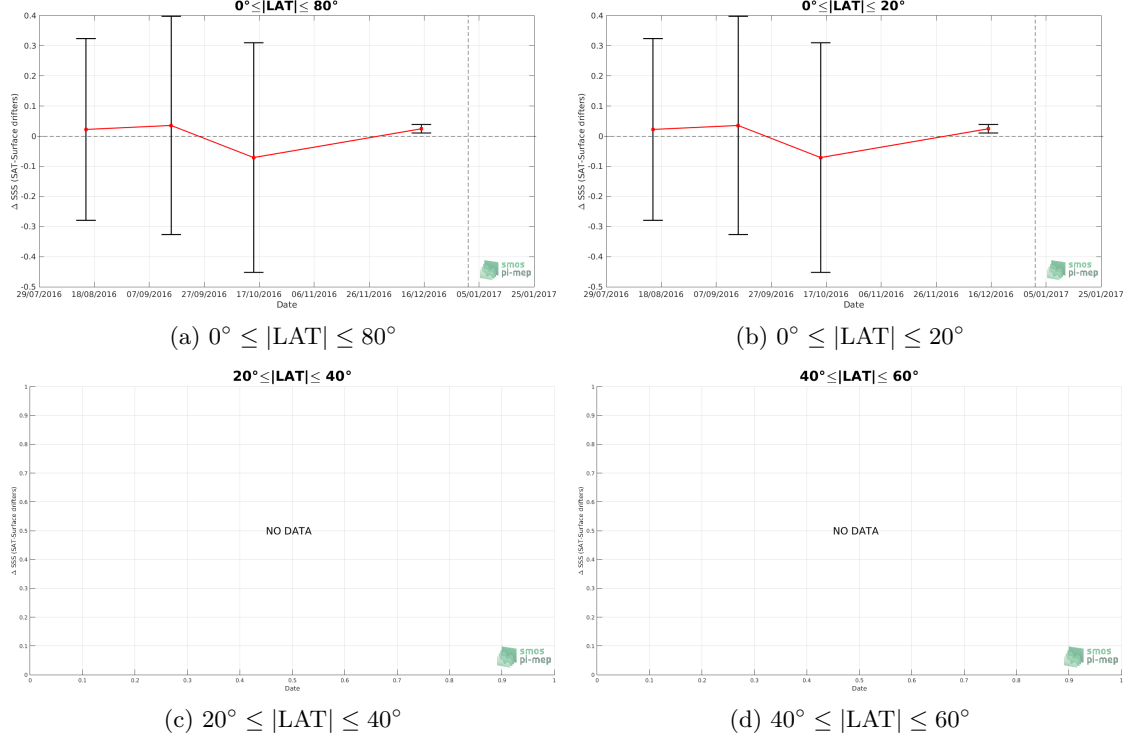 0°≤|LAT|≤ 80°
0.4
0.3
0.2
0.1
0
-0.1
-0.2
-0.3
-0.4
-0.5
Δ SSS (SAT-Surface drifters)
29/07/2016 18/08/2016 07/09/2016 27/09/2016 17/10/2016 06/11/2016 26/11/2016 16/12/2016 05/01/2017 25/01/2017
Date
smos
pi-mep
(a) 0° ≤ |LAT| ≤ 80°
0°≤|LAT|≤ 20°
0.4
0.3
0.2
0.1
0
-0.1
-0.2
-0.3
-0.4
-0.5
Δ SSS (SAT-Surface drifters)
29/07/2016 18/08/2016 07/09/2016 27/09/2016 17/10/2016 06/11/2016 26/11/2016 16/12/2016 05/01/2017 25/01/2017
Date
smos
pi-mep
(b) 0° ≤ |LAT| ≤ 20°
20°≤|LAT|≤ 40°
1
0.9
0.8
0.7
0.6
0.5
0.4
0.3
0.2
0.1
0
Δ SSS (SAT-Surface drifters)
NO DATA
0 0.1 0.2 0.3 0.4 0.5 0.6 0.7 0.8 0.9 1
Date
smos
pi-mep
(c) 20° ≤ |LAT| ≤ 40°
40°≤|LAT|≤ 60°
1
0.9
0.8
0.7
0.6
0.5
0.4
0.3
0.2
0.1
0
Δ SSS (SAT-Surface drifters)
NO DATA
0 0.1 0.2 0.3 0.4 0.5 0.6 0.7 0.8 0.9 1
Date
smos
pi-mep
(d) 40° ≤ |LAT| ≤ 60°